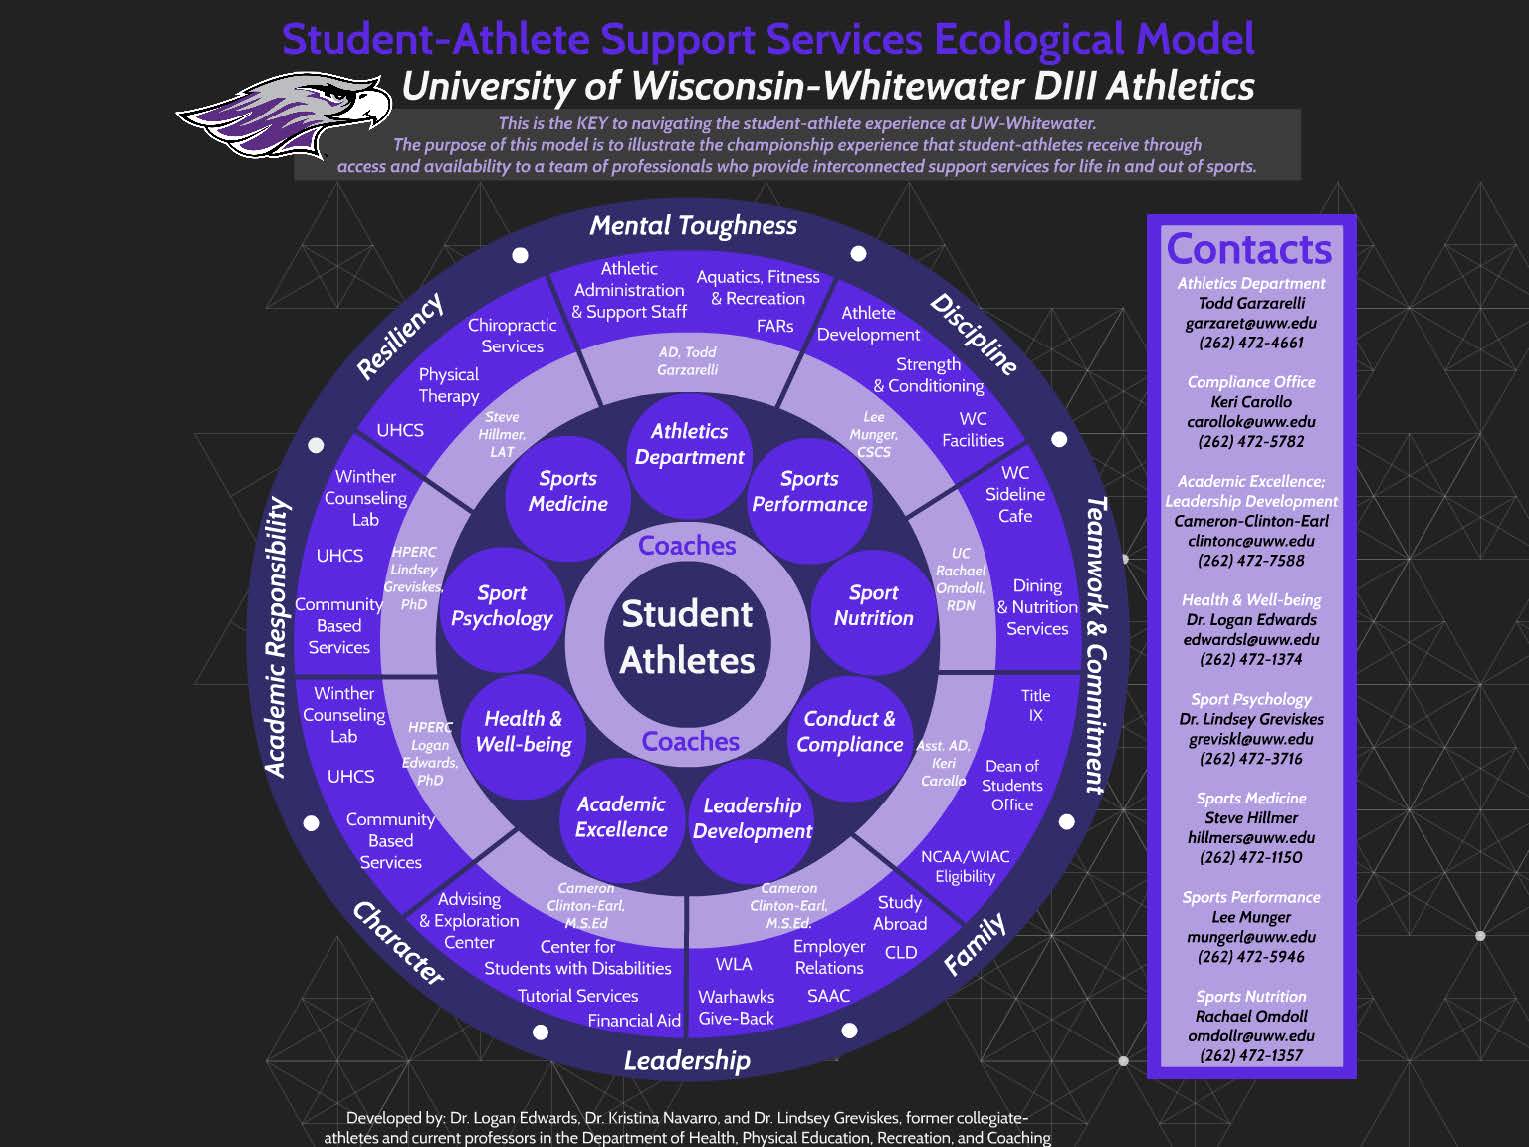 Student-Athlete Support Services Ecological Model
University of Wisconsin-Whitewater DIII Athletics
This is the KEY to navigating the student-athlete experience at UW-Whitewater.
The purpose of this model is to illustrate the championship experience that student-athletes receive through
access and availability to a team of professionals who provide interconnected support services for life in and out of sports.
Mental Toughness
Discipline
Teamwork & Commitment
Family
Leadership
Character
Academic Responsibility
Resiliency
Athletic
Administration
& Support Staff
Aquatics, Fitness
& Recreation
FARs
AD, Todd
Garzarelli
Athletics
Department
Athlete
Development
Strength
& Conditioning
WC
Facilities
Lee
Munger,
CSCS
Sports
Performance
WC
Sideline
Cafe
Dining
& Nutrition
Services
UC
Rachael
Omdoll,
RDN
Sport
Nutrition
Title
IX
Dean of
Students
Office
NCAA/WIAC
Eligibility
Asst. AD,
Keri
Carollo
Conduct &
Compliance
Study
Abroad
CLD
Employer
Relations
SAAC
WLA
Warhawks
Give-Back
Cameron
Clinton-Earl,
M.S.Ed.
Leadership
Development
Advising
& Exploration
Center
Center for
Students with Disabilities
Tutorial Services
Financial Aid
Cameron
Clinton-Earl,
M.S.Ed
Academic
Excellence
Winther
Counseling
Lab
UHCS
Community
Based
Services
HPERC
Logan
Edwards,
PhD
Health &
Well-being
Winther
Counseling
Lab
UHCS
Community
Based
Services
HPERC
Lindsey
Greviskes,
PhD
Sport
Psychology
Chiropractic
Services
Physical
Therapy
UHCS
Steve
Hillmer,
LAT
Sports
Medicine
Coaches
Student
Athletes
Coaches
Contacts
Athletics Department
Todd Garzarelli
garzaret@uww.edu
(262) 472-4661
Compliance Office
Keri Carollo
carollok@uww.edu
(262) 472-5782
Academic Excellence;
Leadership Development
Cameron-Clinton-Earl
clintonc@uww.edu
(262) 472-7588
Health & Well-being
Dr. Logan Edwards
edwardsl@uww.edu
(262) 472-1374
Sport Psychology
Dr. Lindsey Greviskes
greviskl@uww.edu
(262) 472-3716
Sports Medicine
Steve Hillmer
hillmers@uww.edu
(262) 472-1150
Sports Performance
Lee Munger
mungerl@uww.edu
(262) 472-5946
Sports Nutrition
Rachael Omdoll
omdollr@uww.edu
(262) 472-1357
Developed by: Dr. Logan Edwards, Dr. Kristina Navarro, and Dr. Lindsey Greviskes, former collegiate-
athletes and current professors in the Department of Health, Physical Education, Recreation, and Coaching